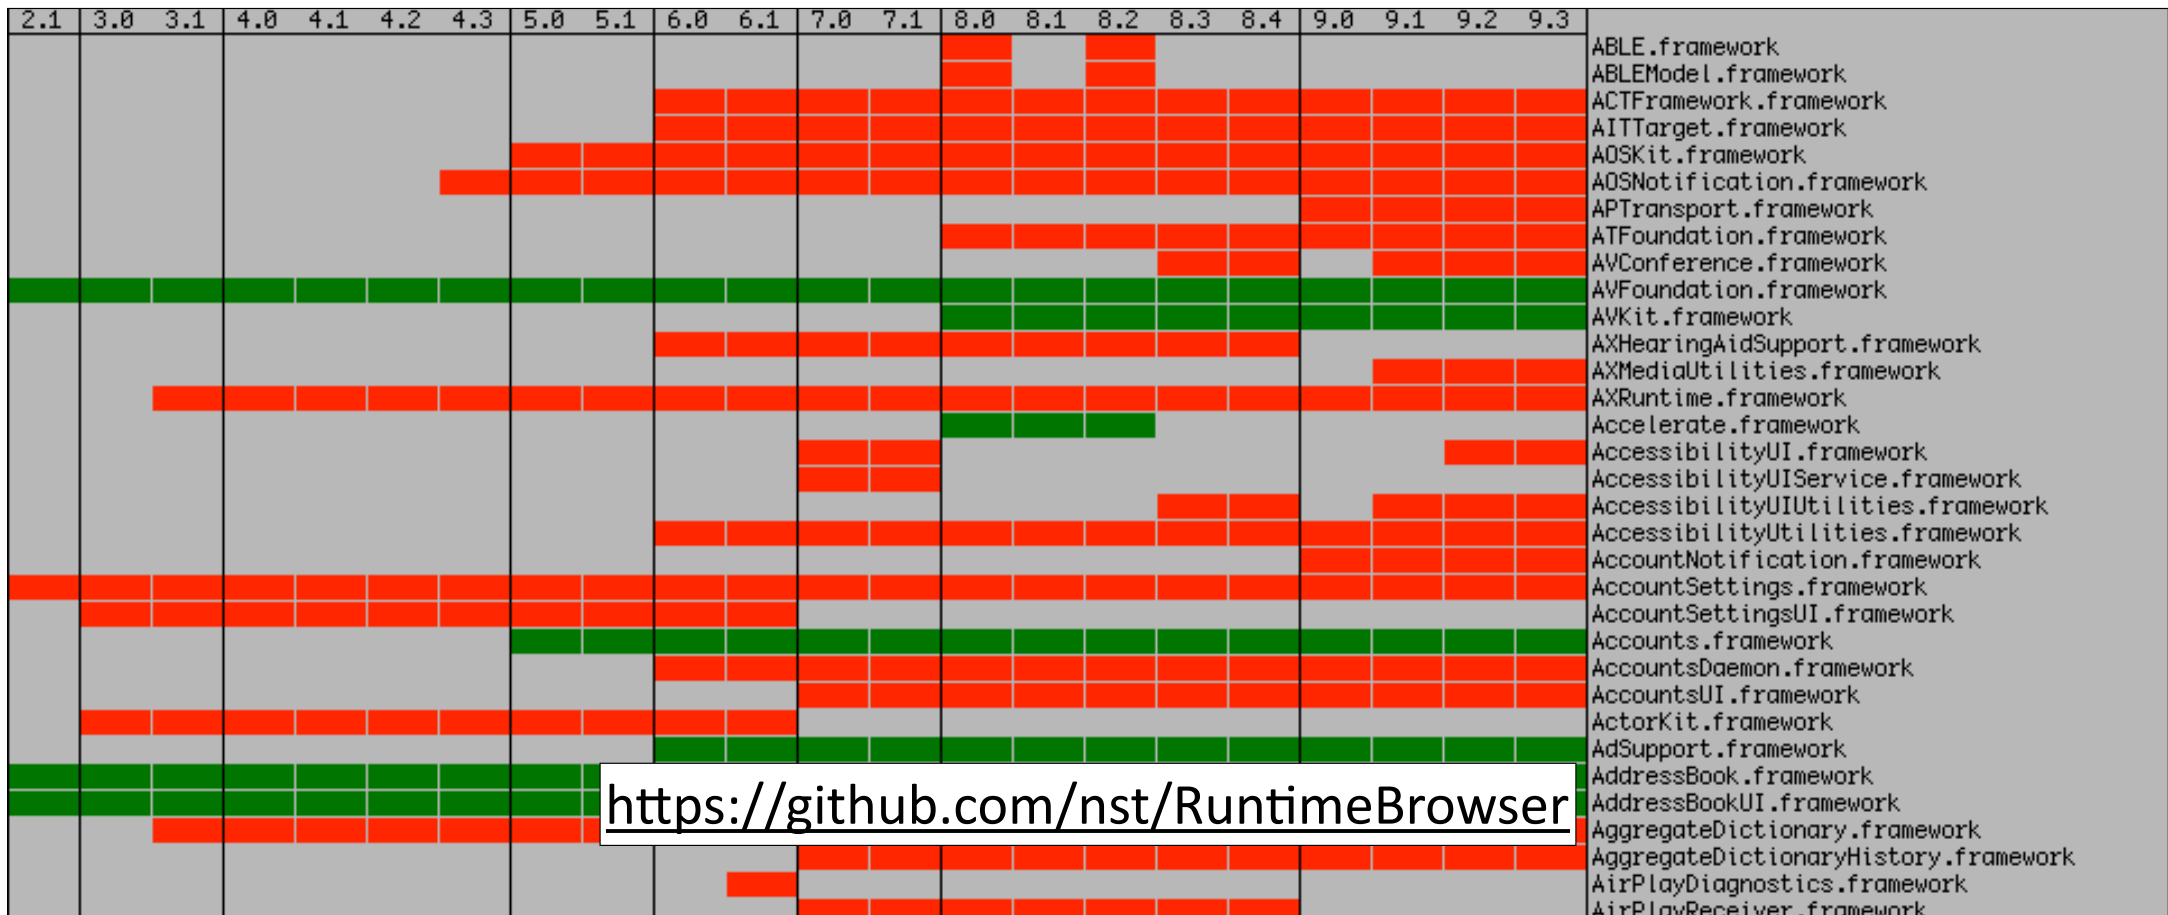 2.1 3.0 3.1 4.0 4.1 4.2 4.3 5.0 5.1 6.0 6.1 7.0 7.1 8.0 8.1 8.2 8.3 8.4 9.0 9.1 9.2 9.3
ABLE.framework
ABLEModel.framework
ACTFramework.framework
AITTarget.framework
AOSKit.framework
AOSNotification.framework
APTransport.framework
ATFoundation.framework
AVConference.framework
AVFoundation.framework
AVKit.framework
AXHearingAidSupport.framework
AXMediaUtilities.framework
AXRuntime.framework
Accelerate.framework
AccessibilityUI.framework
AccessibilityUIService.framework
AccessibilityUIUtilities.framework
AccessibilityUtilities.framework
AccountNotification.framework
AccountSettings.framework
AccountSettingsUI.framework
Accounts.framework
AccountsDaemon.framework
AccountsUI.framework
ActorKit.framework
AdSupport.framework
AddressBook.framework
https://github.com/nst/RuntimeBrowser
AddressBookUI.framework
AggregateDictionary.framework
AggregateDictionaryHistory.framework
AirPlayDiagnostics.framework
AirPlayReceiver.framework